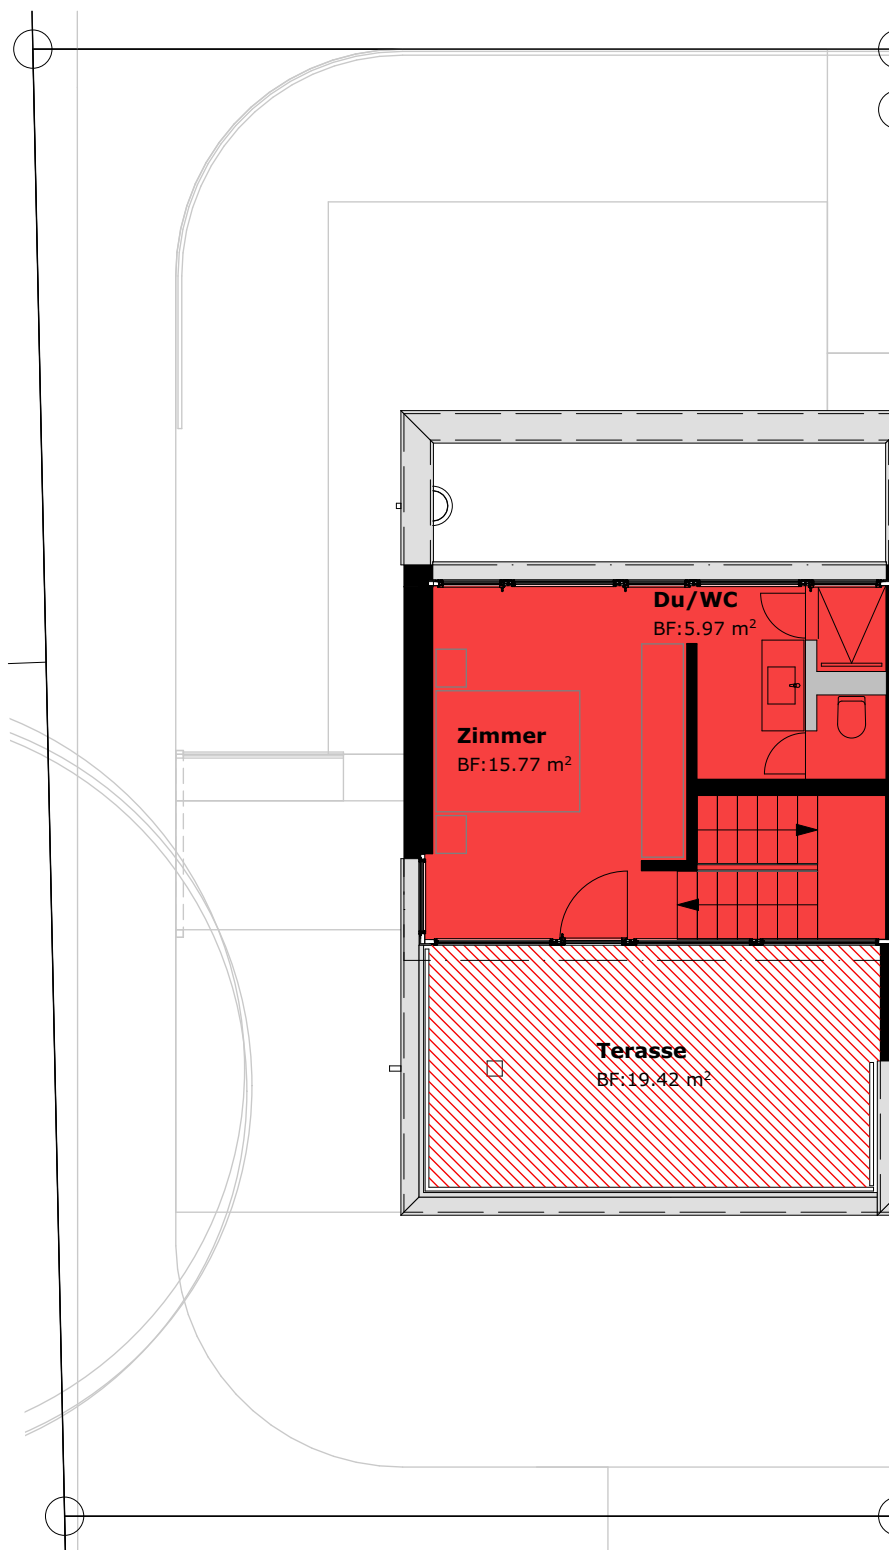 Du/WC
BF:5.97 m²
Zimmer
BF:15.77 m²
Terasse
BF:19.42 m²